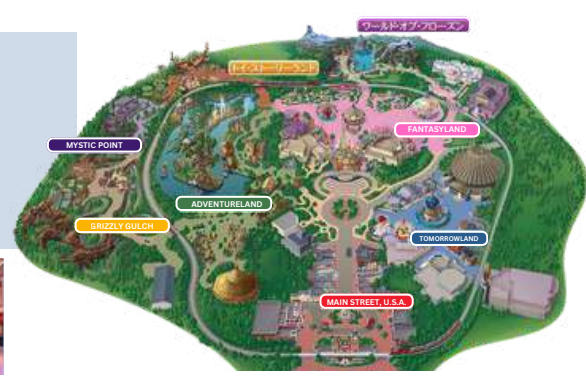 ワールド・オブ・フローズン
トイ・ストーリーランド
FANTASYLAND
MYSTIC POINT
ADVENTURELAND
GRIZZLY GULCH
TOMORROWLAND
MAIN STREET, U.S.A.